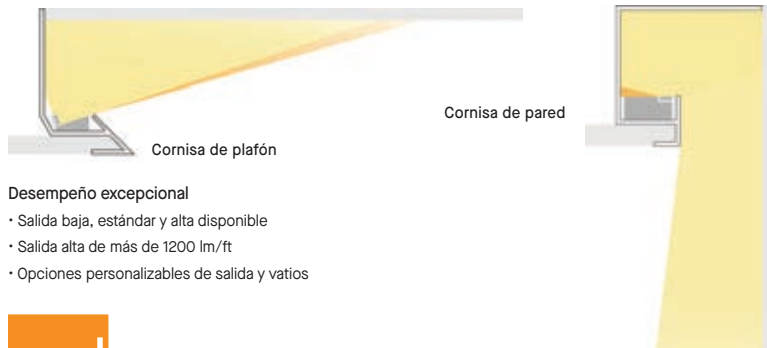 Cornisa de pared
Cornisa de plafón
Desempeño excepcional
• Salida baja, estándar y alta disponible
• Salida alta de más de 1200 lm/ft
• Opciones personalizables de salida y vatios